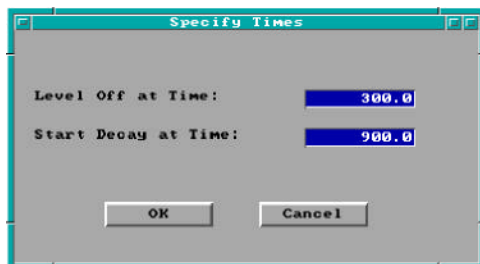 Specify Times
Level Off at Time: 300.0
Start Decay at Time: 900.0
OK Cancel